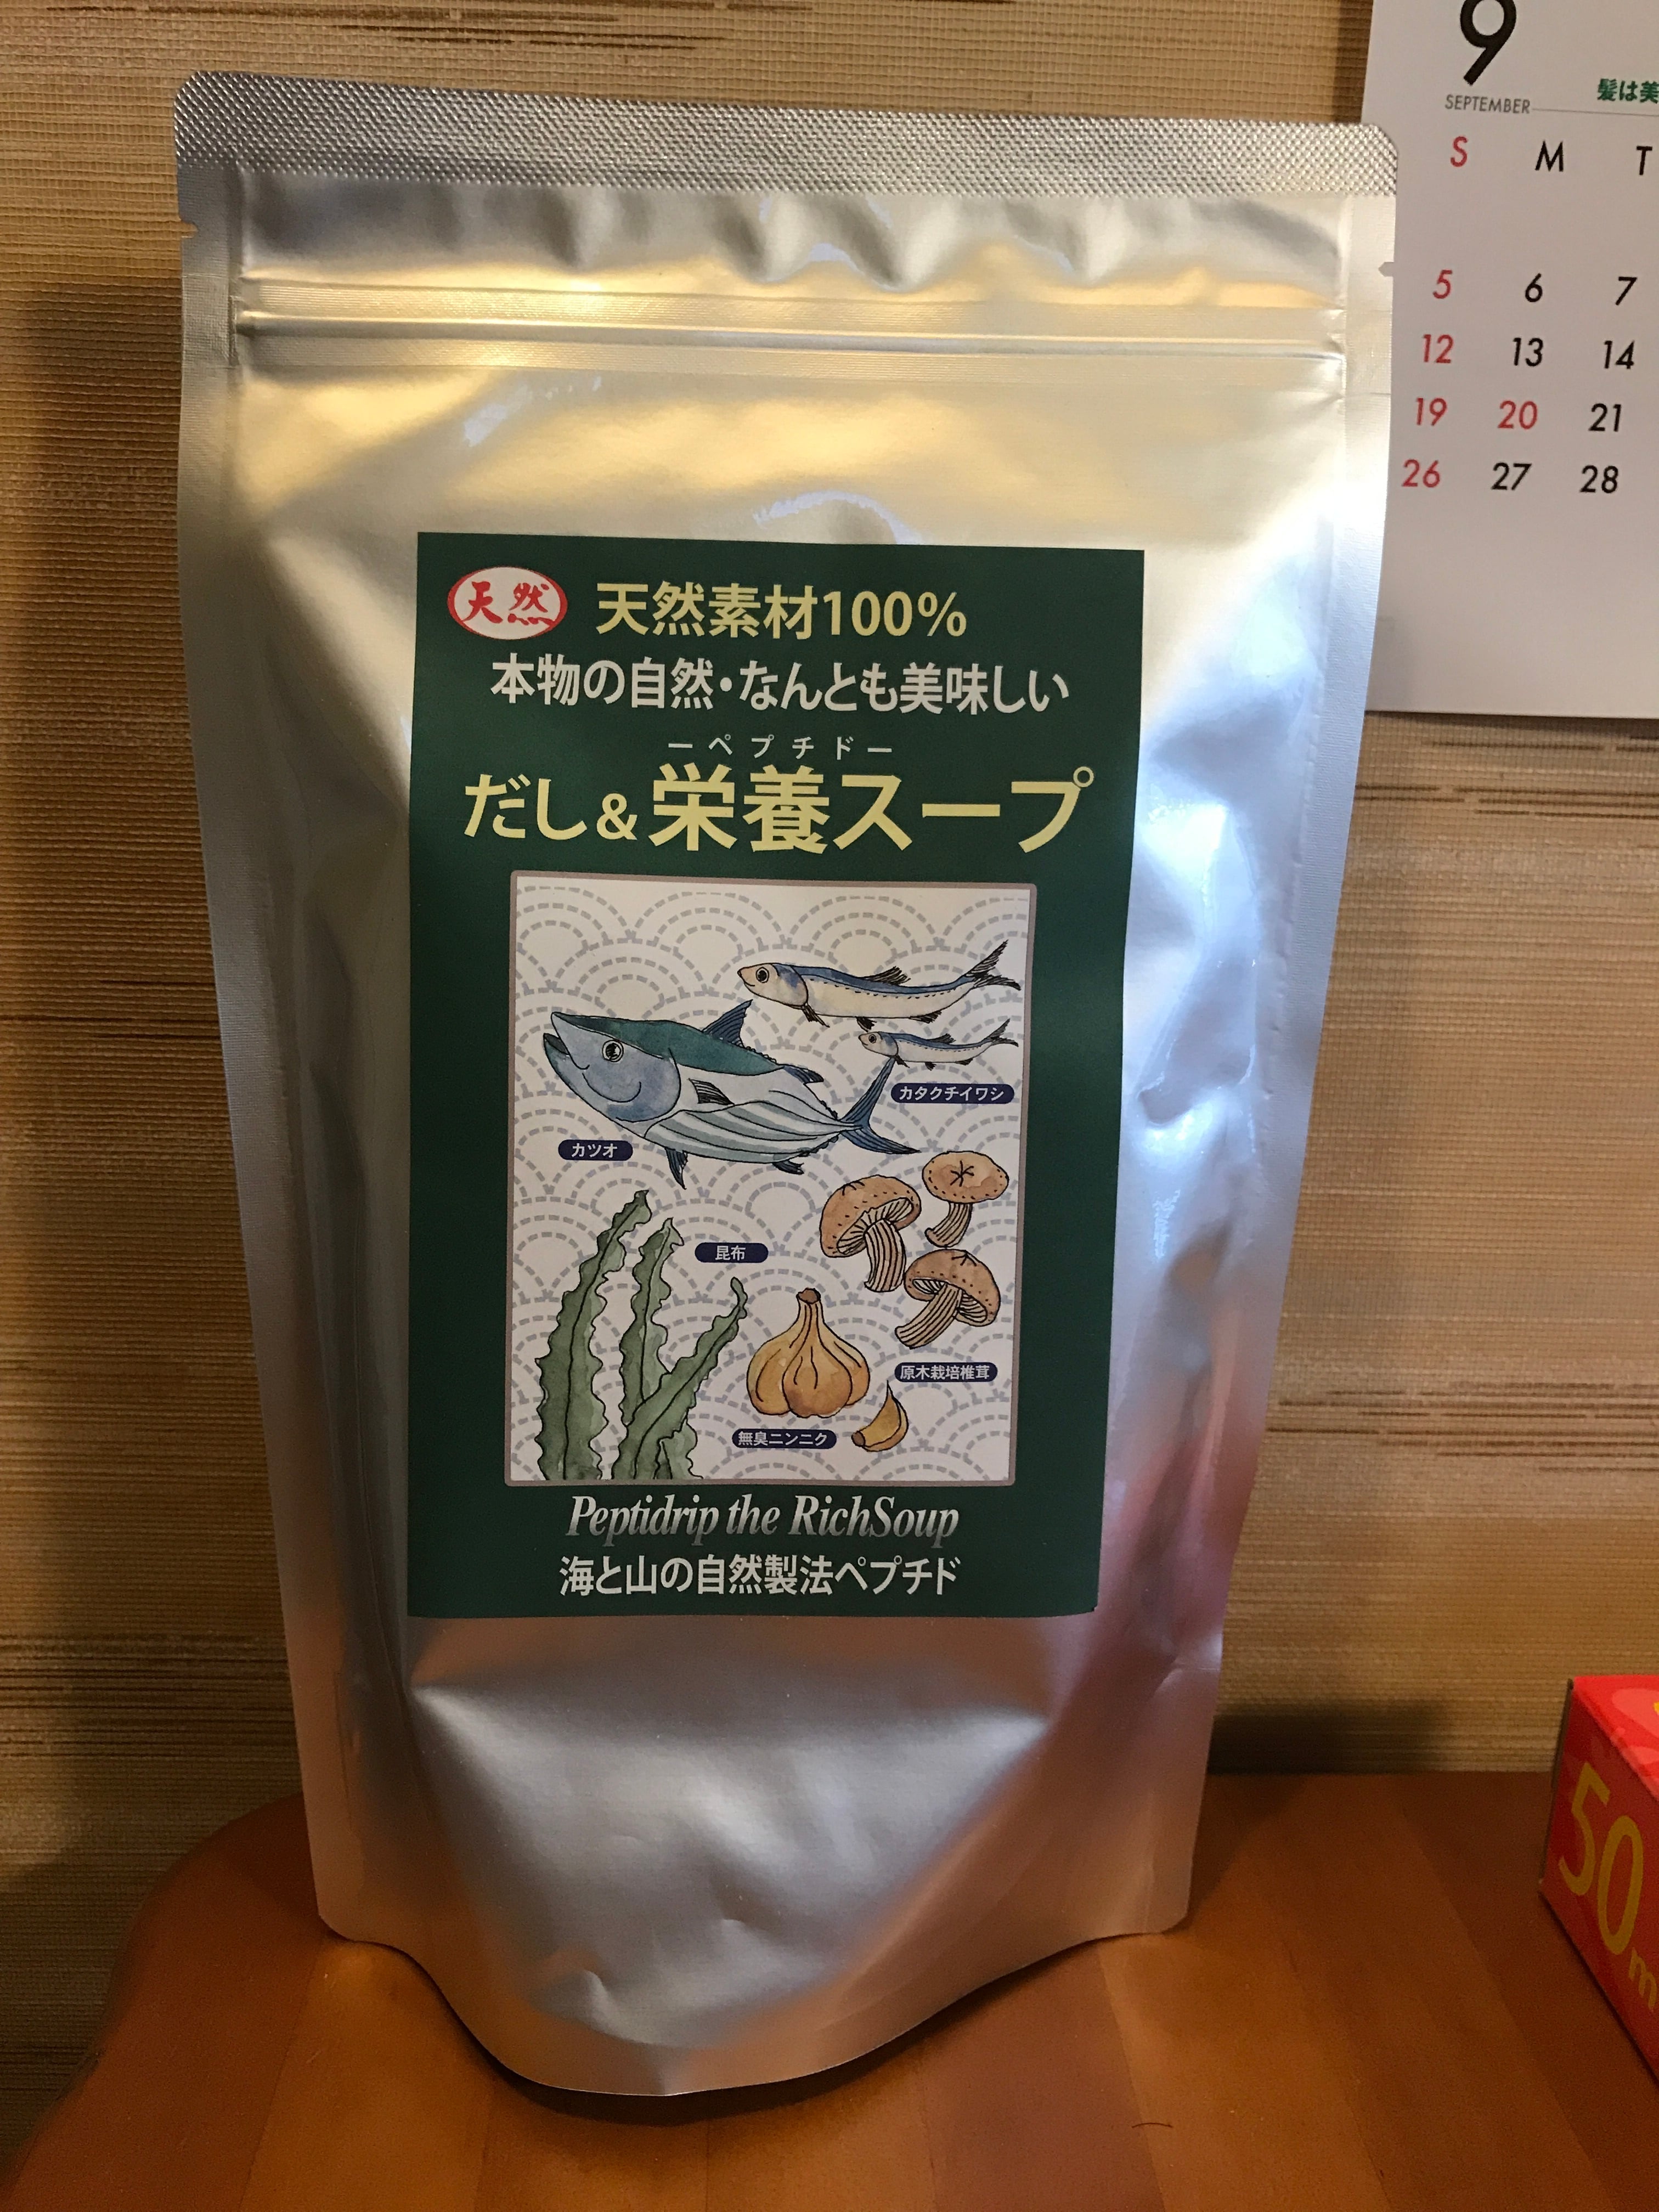 天然
天然素材100%
本物の自然・なんとも美味しい
ーペプチドー
だし&栄養スープ
カタクチイワシ
カツオ
昆布
原木栽培椎茸
無臭ニンニク
Peptidrip the RichSoup
海と山の自然製法ペプチド
9
SEPTEMBER
髪は美
S M T
5 6 7
12 13 14
19 20 21
26 27 28
50m